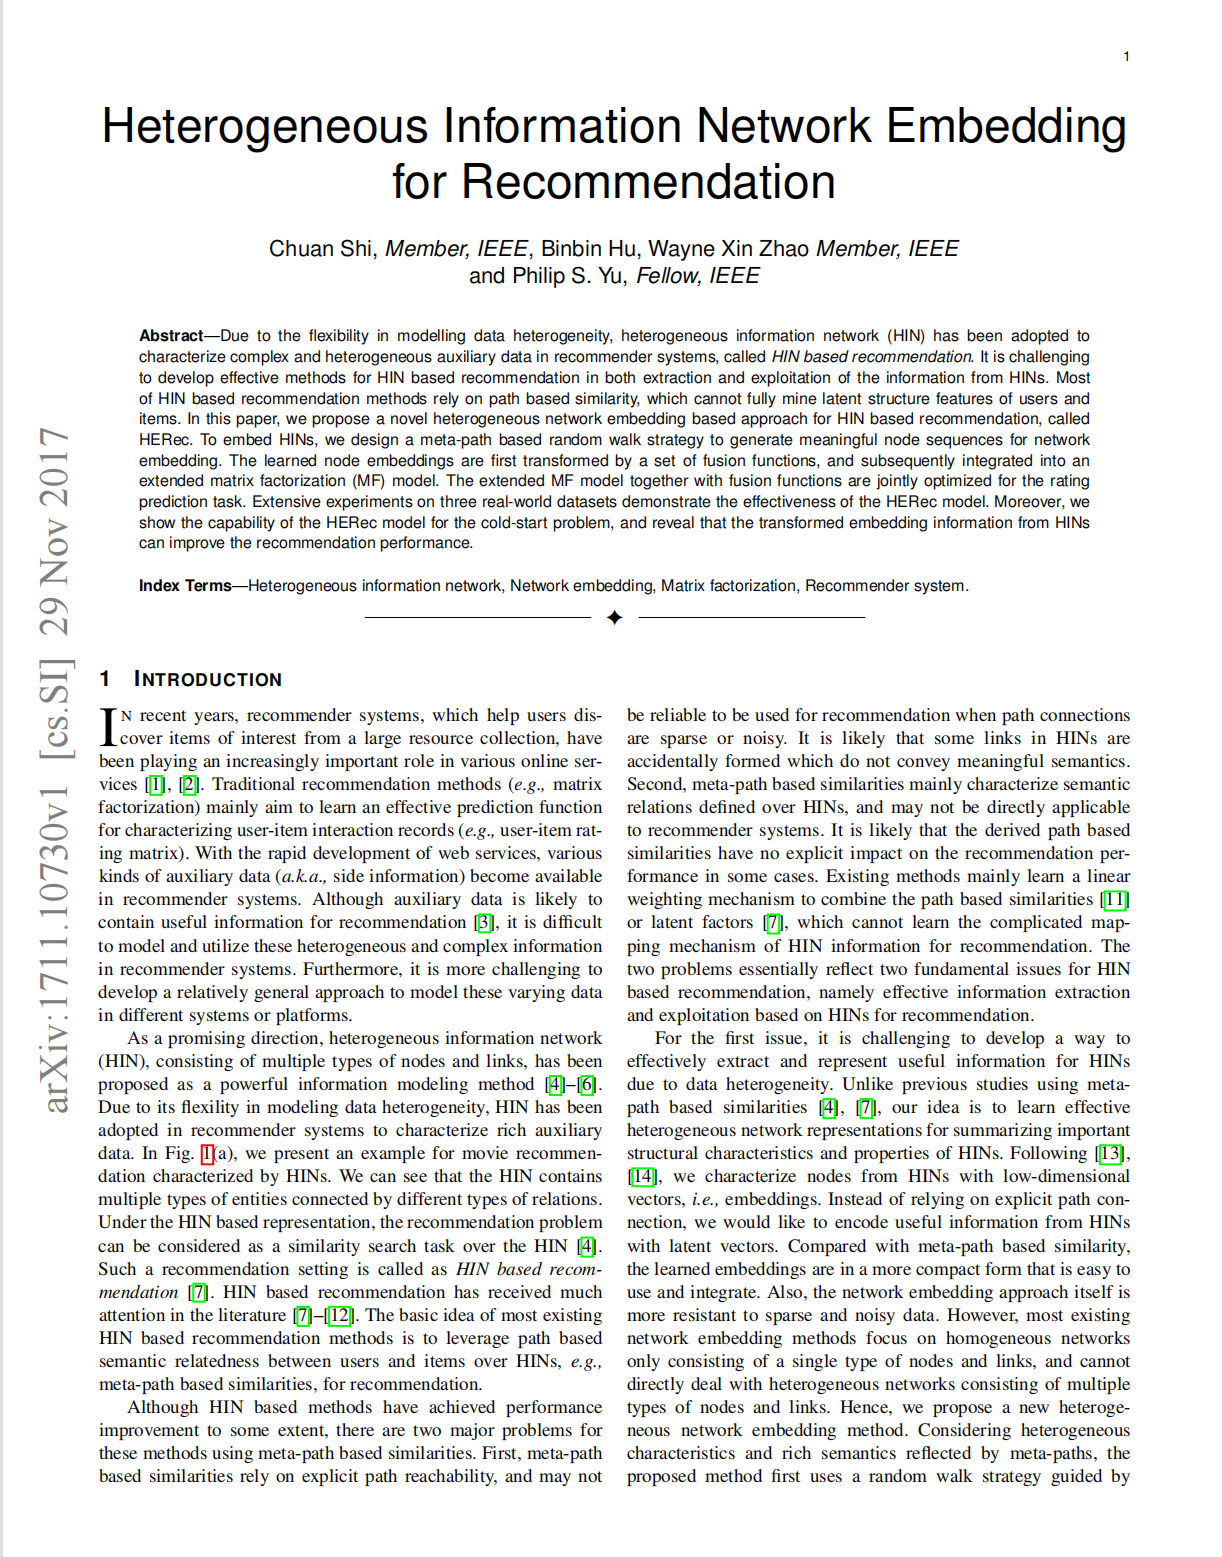 1
Heterogeneous Information Network Embedding
for Recommendation
Chuan Shi, Member, IEEE, Binbin Hu, Wayne Xin Zhao Member, IEEE
and Philip S. Yu, Fellow, IEEE
Abstract—Due to the flexibility in modelling data heterogeneity, heterogeneous information network (HIN) has been adopted to
characterize complex and heterogeneous auxiliary data in recommender systems, called HIN based recommendation. It is challenging
to develop effective methods for HIN based recommendation in both extraction and exploitation of the information from HINs. Most
of HIN based recommendation methods rely on path based similarity, which cannot fully mine latent structure features of users and
items. In this paper, we propose a novel heterogeneous network embedding based approach for HIN based recommendation, called
HERec. To embed HINs, we design a meta-path based random walk strategy to generate meaningful node sequences for network
embedding. The learned node embeddings are first transformed by a set of fusion functions, and subsequently integrated into an
extended matrix factorization (MF) model. The extended MF model together with fusion functions are jointly optimized for the rating
prediction task. Extensive experiments on three real-world datasets demonstrate the effectiveness of the HERec model. Moreover, we
show the capability of the HERec model for the cold-start problem, and reveal that the transformed embedding information from HINs
can improve the recommendation performance.
Index Terms—Heterogeneous information network, Network embedding, Matrix factorization, Recommender system.
arXiv:1711.10730v1 [cs.SI] 29 Nov 2017
1 INTRODUCTION
IN recent years, recommender systems, which help users dis-
cover items of interest from a large resource collection, have
been playing an increasingly important role in various online ser-
vices [1], [2]. Traditional recommendation methods (e.g., matrix
factorization) mainly aim to learn an effective prediction function
for characterizing user-item interaction records (e.g., user-item rat-
ing matrix). With the rapid development of web services, various
kinds of auxiliary data (a.k.a., side information) become available
in recommender systems. Although auxiliary data is likely to
contain useful information for recommendation [3], it is difficult
to model and utilize these heterogeneous and complex information
in recommender systems. Furthermore, it is more challenging to
develop a relatively general approach to model these varying data
in different systems or platforms.
As a promising direction, heterogeneous information network
(HIN), consisting of multiple types of nodes and links, has been
proposed as a powerful information modeling method [4]–[6].
Due to its flexility in modeling data heterogeneity, HIN has been
adopted in recommender systems to characterize rich auxiliary
data. In Fig. 1(a), we present an example for movie recommen-
dation characterized by HINs. We can see that the HIN contains
multiple types of entities connected by different types of relations.
Under the HIN based representation, the recommendation problem
can be considered as a similarity search task over the HIN [4].
Such a recommendation setting is called as HIN based recom-
mendation [7]. HIN based recommendation has received much
attention in the literature [7]–[12]. The basic idea of most existing
HIN based recommendation methods is to leverage path based
semantic relatedness between users and items over HINs, e.g.,
meta-path based similarities, for recommendation.
Although HIN based methods have achieved performance
improvement to some extent, there are two major problems for
these methods using meta-path based similarities. First, meta-path
based similarities rely on explicit path reachability, and may not
be reliable to be used for recommendation when path connections
are sparse or noisy. It is likely that some links in HINs are
accidentally formed which do not convey meaningful semantics.
Second, meta-path based similarities mainly characterize semantic
relations defined over HINs, and may not be directly applicable
to recommender systems. It is likely that the derived path based
similarities have no explicit impact on the recommendation per-
formance in some cases. Existing methods mainly learn a linear
weighting mechanism to combine the path based similarities [11]
or latent factors [7], which cannot learn the complicated map-
ping mechanism of HIN information for recommendation. The
two problems essentially reflect two fundamental issues for HIN
based recommendation, namely effective information extraction
and exploitation based on HINs for recommendation.
For the first issue, it is challenging to develop a way to
effectively extract and represent useful information for HINs
due to data heterogeneity. Unlike previous studies using meta-
path based similarities [4], [7], our idea is to learn effective
heterogeneous network representations for summarizing important
structural characteristics and properties of HINs. Following [13],
[14], we characterize nodes from HINs with low-dimensional
vectors, i.e., embeddings. Instead of relying on explicit path con-
nection, we would like to encode useful information from HINs
with latent vectors. Compared with meta-path based similarity,
the learned embeddings are in a more compact form that is easy to
use and integrate. Also, the network embedding approach itself is
more resistant to sparse and noisy data. However, most existing
network embedding methods focus on homogeneous networks
only consisting of a single type of nodes and links, and cannot
directly deal with heterogeneous networks consisting of multiple
types of nodes and links. Hence, we propose a new heteroge-
neous network embedding method. Considering heterogeneous
characteristics and rich semantics reflected by meta-paths, the
proposed method first uses a random walk strategy guided by